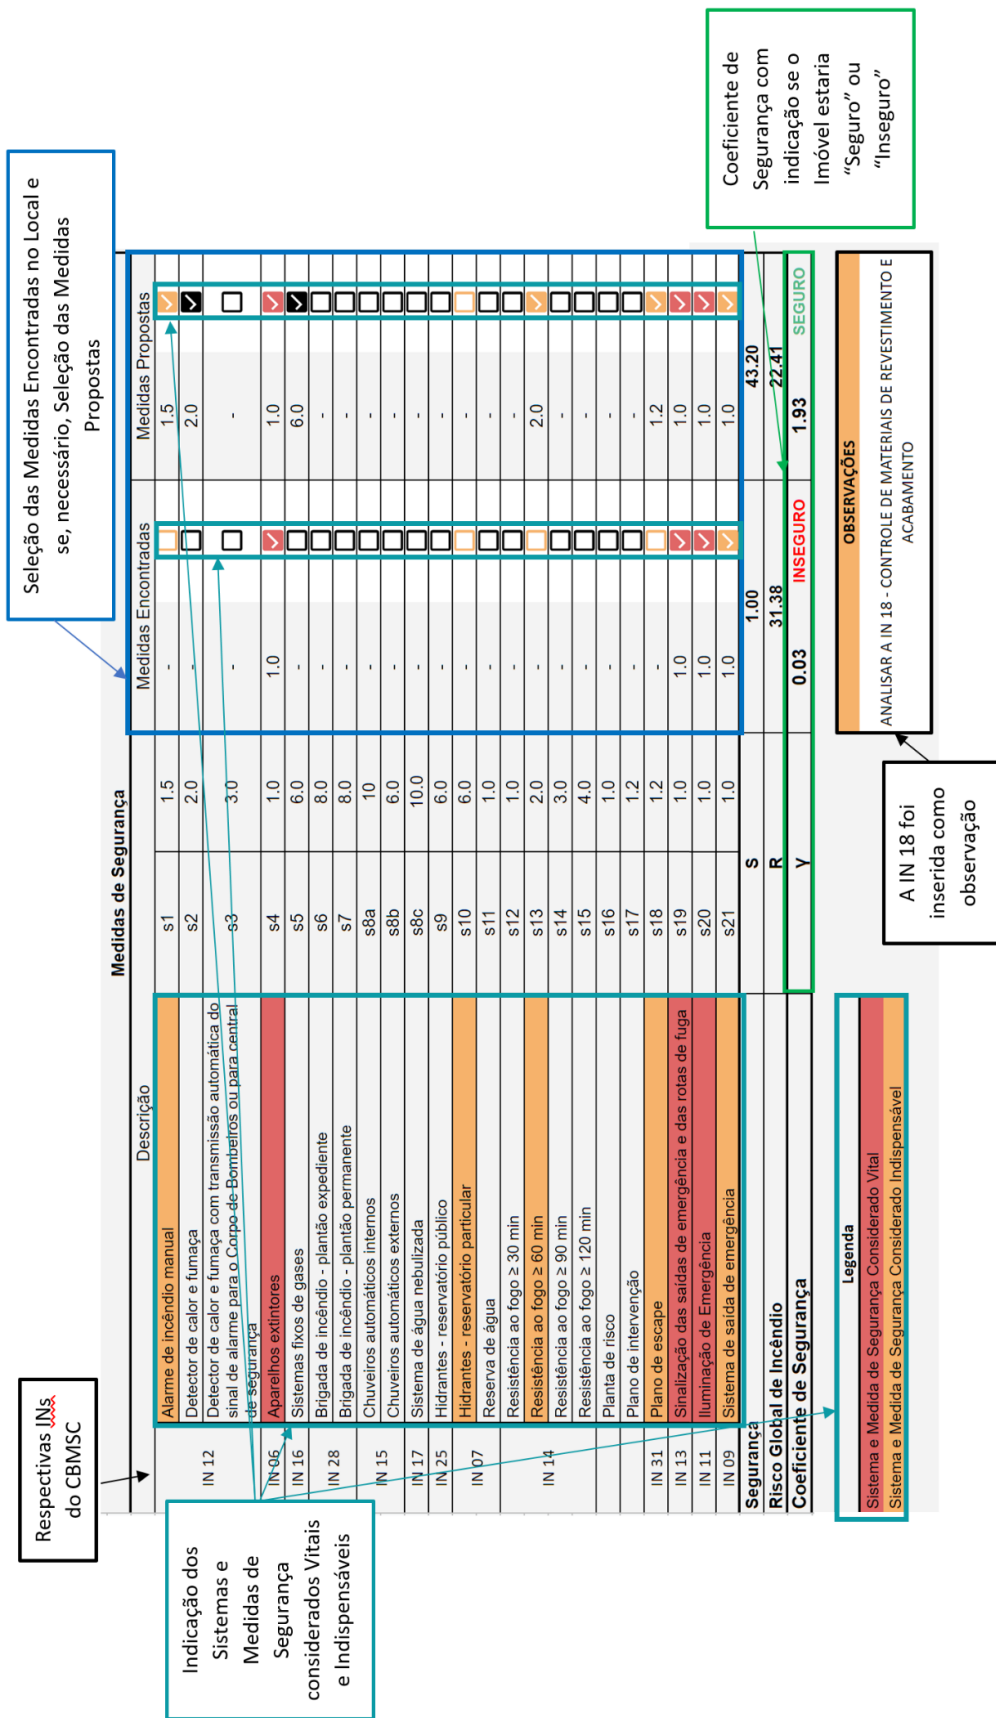 Respectivas INs
do CBMSC
Seleção das Medidas Encontradas no Local e
se, necessário, Seleção das Medidas
Propostas
Medidas de Segurança
Descrição
Medidas Encontradas
Medidas Propostas
IN 12
Alarme de incêndio manual s1 1.5 - 1.5
Detector de calor e fumaça s2 2.0 - 2.0
Detector de calor e fumaça com transmissão automática do
sinal de alarme para o Corpo de Bombeiros ou para central
de segurança
s3 3.0 - -
IN 06 Aparelhos extintores s4 1.0 1.0 1.0
IN 16 Sistemas fixos de gases s5 6.0 - 6.0
IN 28
Brigada de incêndio - plantão expediente s6 8.0 - -
Brigada de incêndio - plantão permanente s7 8.0 - -
IN 15
Chuveiros automáticos internos s8a 10 - -
Chuveiros automáticos externos s8b 6.0 - -
IN 17 Sistema de água nebulizada s8c 10.0 - -
IN 25 Hidrantes - reservatório público s9 6.0 - -
IN 07
Hidrantes - reservatório particular s10 6.0 - -
Reserva de água s11 1.0 - -
IN 14
Resistência ao fogo ≥ 30 min s12 1.0 - -
Resistência ao fogo ≥ 60 min s13 2.0 - 2.0
Resistência ao fogo ≥ 90 min s14 3.0 - -
Resistência ao fogo ≥ 120 min s15 4.0 - -
Planta de risco s16 1.0 - -
Plano de intervenção s17 1.2 - -
IN 31 Plano de escape s18 1.2 - 1.2
IN 13 Sinalização das saídas de emergência e das rotas de fuga s19 1.0 1.0 1.0
IN 11 Iluminação de Emergência s20 1.0 1.0 1.0
IN 09 Sistema de saída de emergência s21 1.0 1.0 1.0
Segurança S 1.00 43.20
Risco Global de Incêndio R 31.38 22.41
Coeficiente de Segurança γ 0.03 INSEGURO 1.93 SEGURO
Indicação dos
Sistemas e
Medidas de
Segurança
considerados Vitais
e Indispensáveis
Coeficiente de
Segurança com
indicação se o
Imóvel estaria
“Seguro” ou
“Inseguro”
Legenda
Sistema e Medida de Segurança Considerado Vital
Sistema e Medida de Segurança Considerado Indispensável
OBSERVAÇÕES
ANALISAR A IN 18 - CONTROLE DE MATERIAIS DE REVESTIMENTO E
ACABAMENTO
A IN 18 foi
inserida como
observação